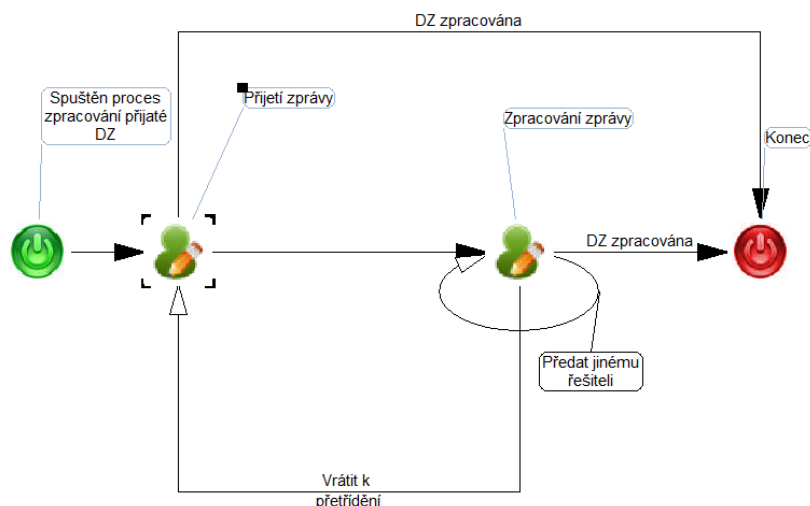 DZ zpracována
Spuštěn proces
zpracování přijaté
DZ
Přijetí zprávy
Zpracování zprávy
Konec
DZ zpracována
Předat jinému
řešiteli
Vrátit k
přetřídění